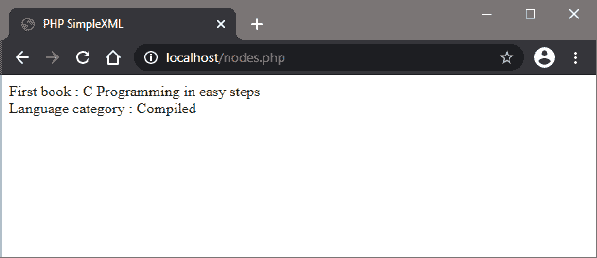 PHP SimpleXML
localhost/nodes.php
First book : C Programming in easy steps
Language category : Compiled